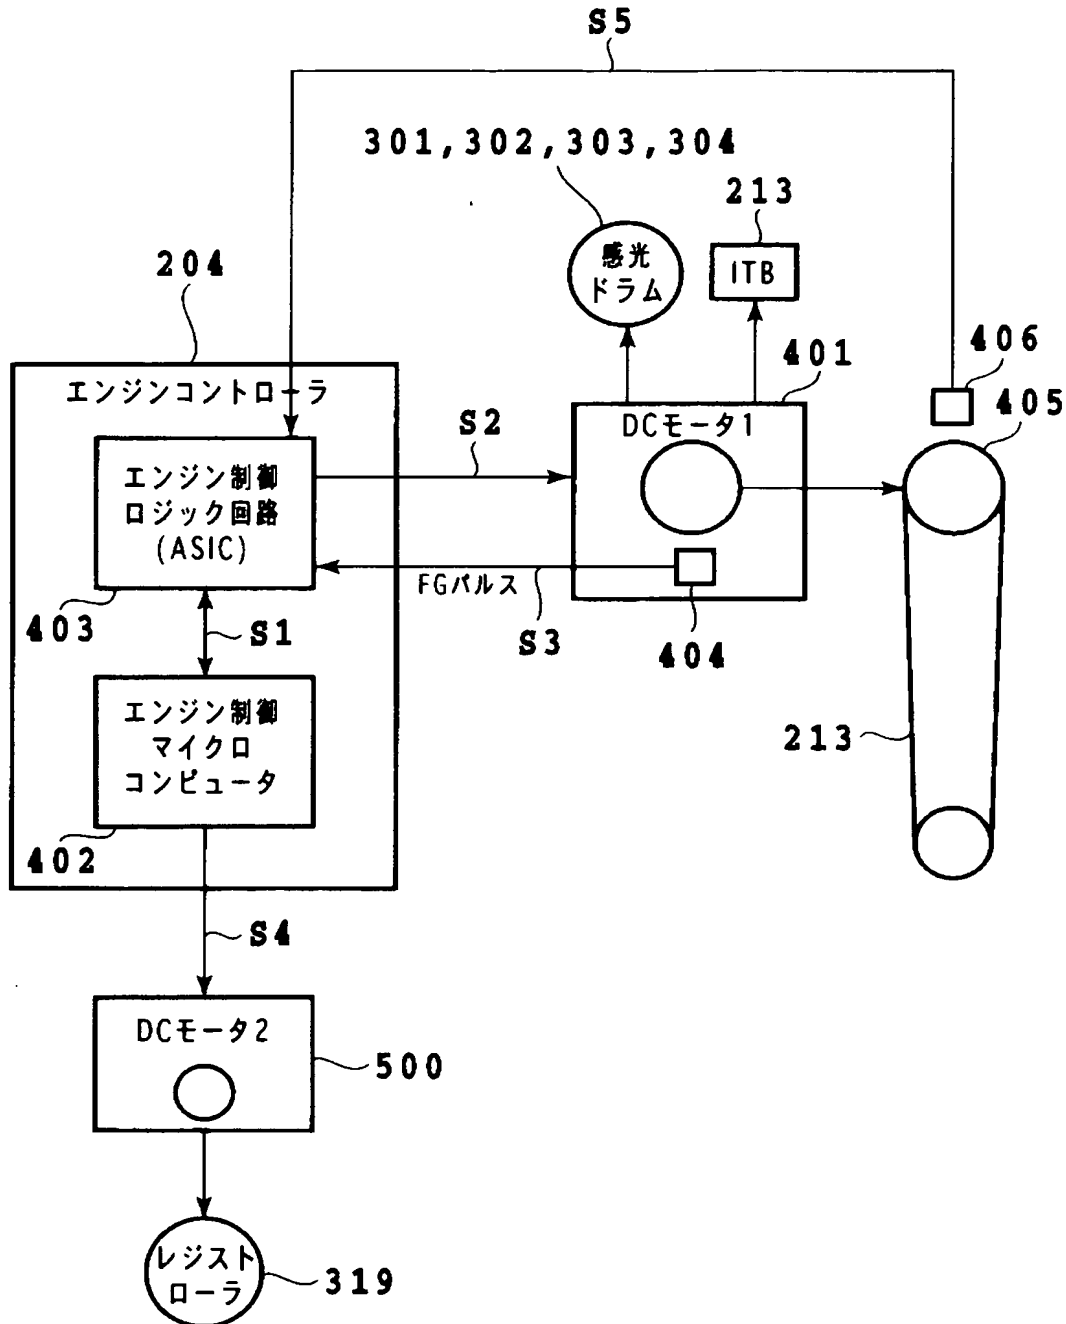 S5
301,302,303,304
213
204
感光
ドラム
ITB
406
401
405
エンジンコントローラ
DCモータ1
S2
エンジン制御
ロジック回路
(ASIC)
FGパルス
403
S1
S3
404
エンジン制御
マイクロ
コンピュータ
213
402
S4
DCモータ2
500
レジスト
ローラ
319